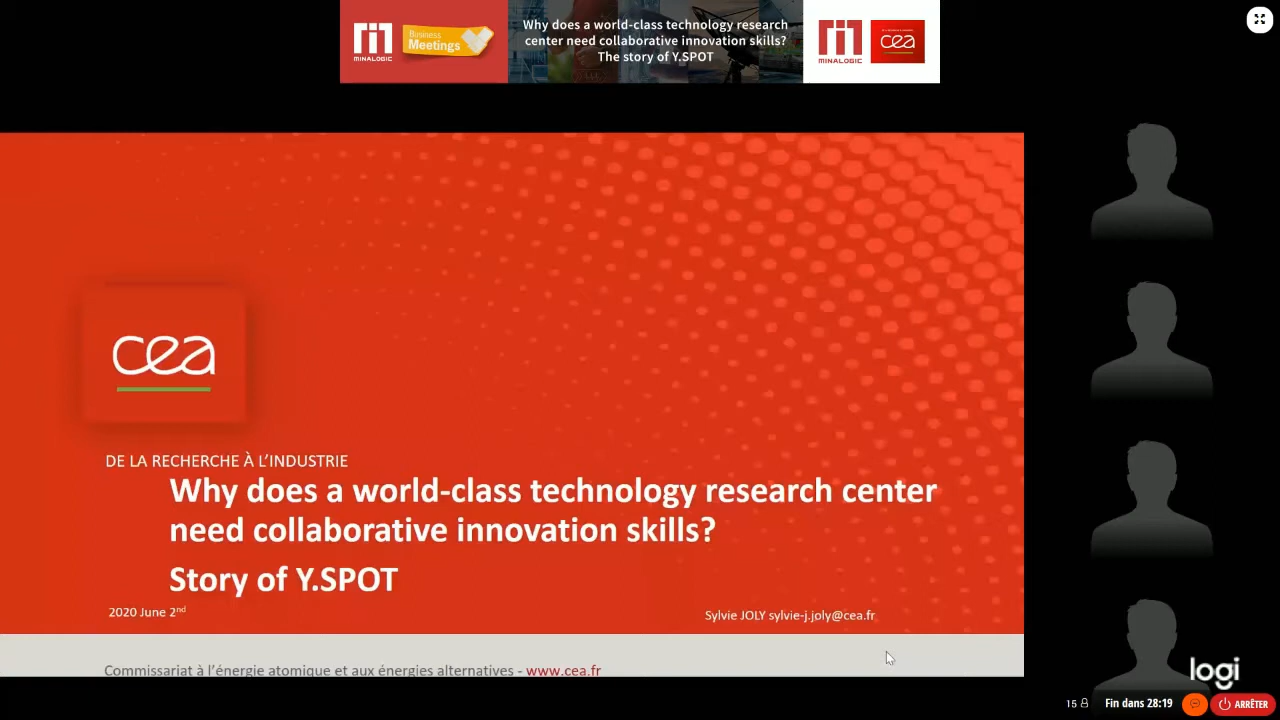 MINALOGIC
Business
Meetings
Why does a world-class technology research
center need collaborative innovation skills?
The story of Y.SPOT
MINALOGIC
cea
cea
DE LA RECHERCHE À L'INDUSTRIE
Why does a world-class technology research center
need collaborative innovation skills?
Story of Y.SPOT
2020 June 2nd
Sylvie JOLY sylvie-j.joly@cea.fr
Commissariat à l'énergie atomique et aux énergies alternatives - www.cea.fr
logi
15
Fin dans 28:19
ARRÊTER